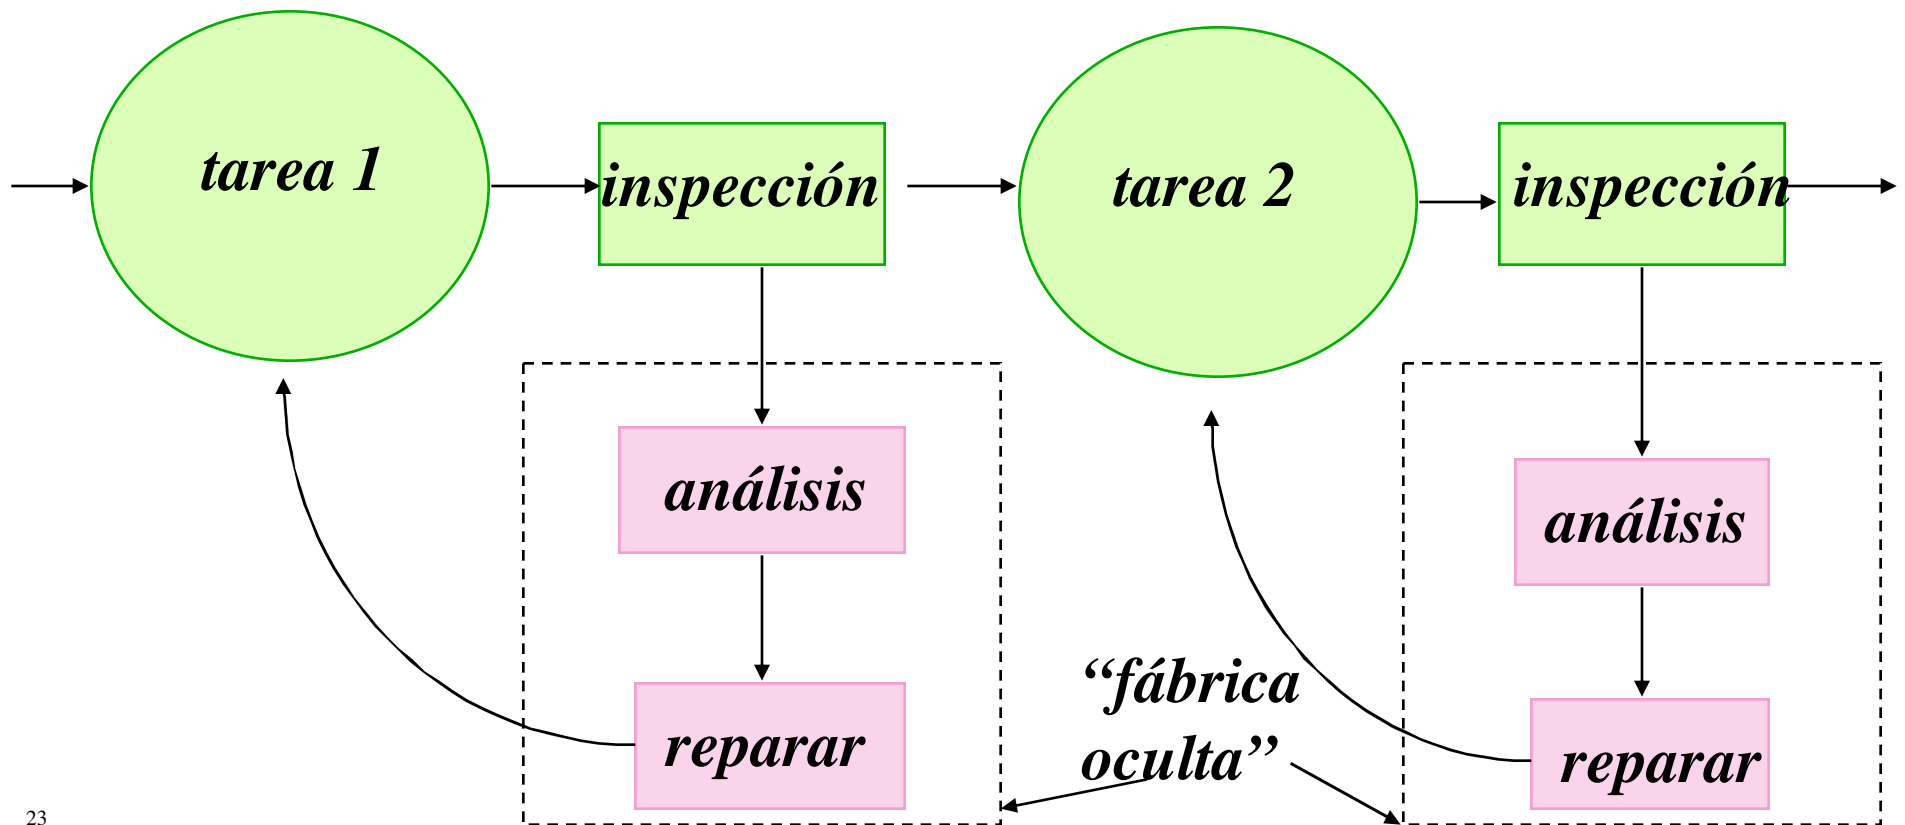 tarea 1
inspección
tarea 2
inspección
análisis
análisis
“fábrica
oculta”
reparar
reparar
23